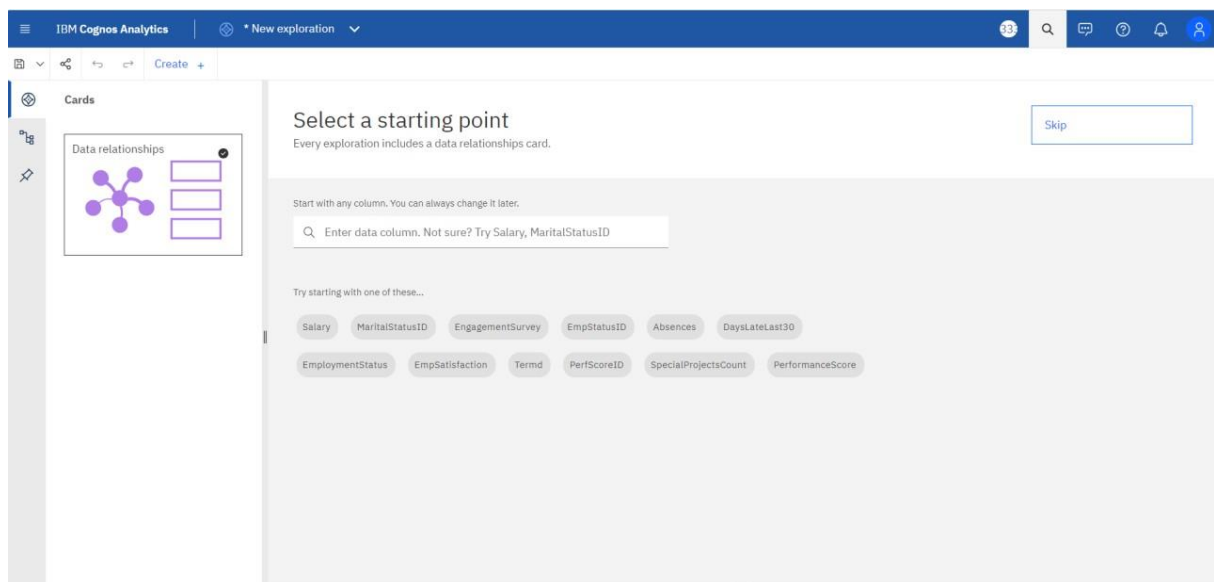 IBM Cognos Analytics
* New exploration
Create +
Cards
Data relationships
Select a starting point
Every exploration includes a data relationships card.
Skip
Start with any column. You can always change it later.
Enter data column. Not sure? Try Salary, MaritalStatusID
Try starting with one of these...
Salary MaritalStatusID EngagementSurvey EmpStatusID Absences DaysLateLast30
EmploymentStatus EmpSatisfaction Termd PerfScoreID SpecialProjectsCount PerformanceScore